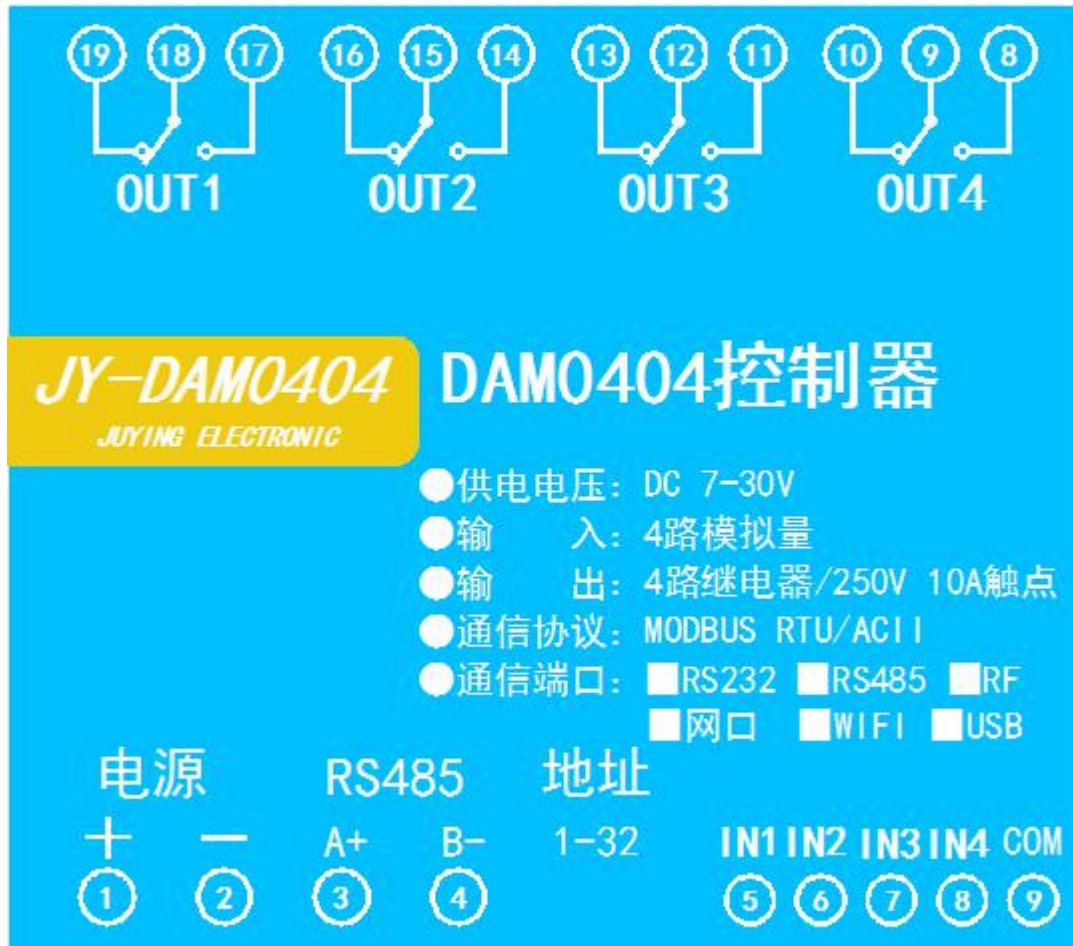 19 18 17 16 15 14 13 12 11 10 9 8
OUT1 OUT2 OUT3 OUT4
JY-DAM0404
JUYING ELECTRONIC
DAM0404控制器
●供电电压：DC 7-30V
●输 入：4路模拟量
●输 出：4路继电器/250V 10A触点
●通信协议：MODBUS RTU/ACII
●通信端口：■RS232 ■RS485 ■RF
■网口 ■WIFI ■USB
电源 RS485 地址
+ - A+ B- 1-32 IN1 IN2 IN3 IN4 COM
1 2 3 4 5 6 7 8 9